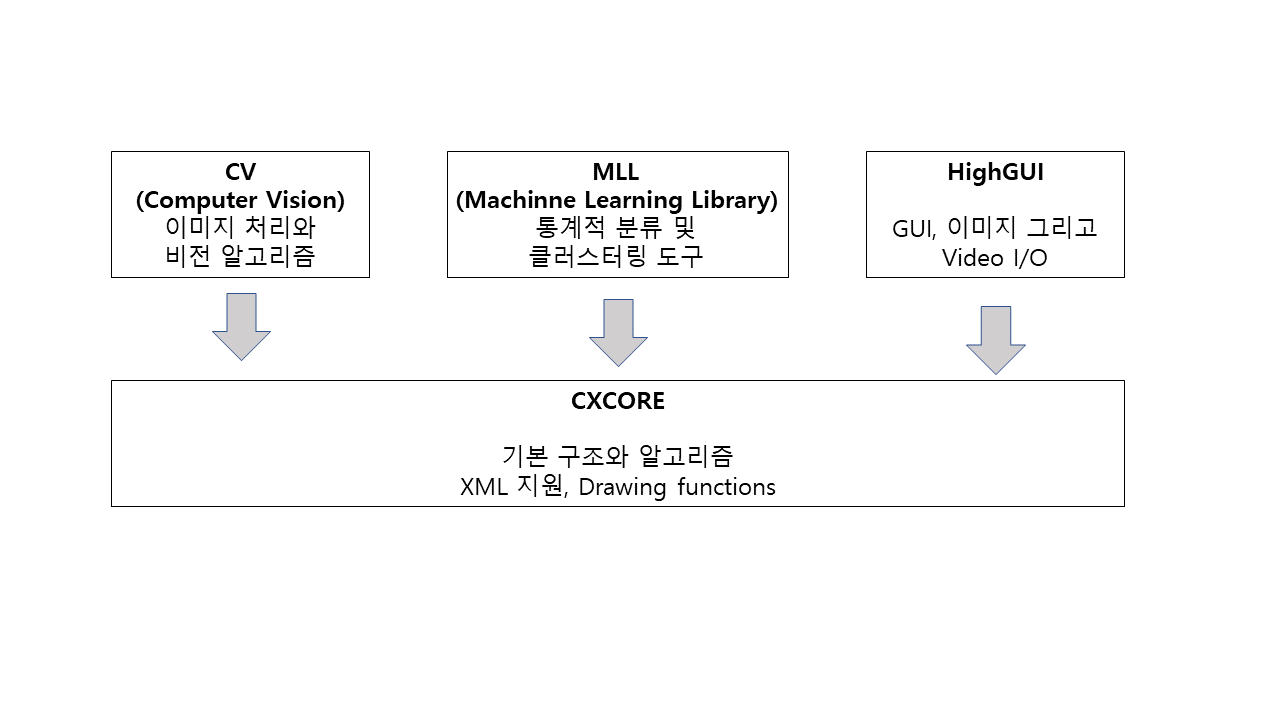 CV
(Computer Vision)
이미지 처리와
비전 알고리즘
MLL
(Machinne Learning Library)
통계적 분류 및
클러스터링 도구
HighGUI
GUI, 이미지 그리고
Video I/O
CXCORE
기본 구조와 알고리즘
XML 지원, Drawing functions